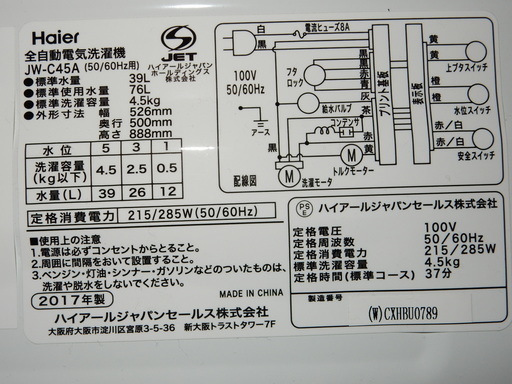 Haier
全自動電気洗濯機
JW-C45A (50/60Hz用)
S
JET
ハイアールジャパン
ホールディングス
株式会社
●標準水量 39L
●標準使用水量 76L
●標準洗濯容量 4.5kg
●外形寸法 幅 526mm
奥行 500mm
高さ 888mm
水位 5 3 1
洗濯容量(kg以下) 4.5 2.5 0.5
水量(L) 39 26 12
定格消費電力 215/285W(50/60Hz)
■使用上の注意
1.電源は必ずコンセントからとること。
2.周囲に間隔をおいて設置すること。
3.ベンジン・灯油・シンナー・ガソリンなどのついたものは、
洗濯や脱水をしないでください。
2017年製
MADE IN CHINA
ハイアールジャパンセールス株式会社
大阪府大阪市淀川区宮原3-5-36 新大阪トラストタワー7F
白
電流ヒューズ8A
黒
100V
50/60Hz
アース
フタ
ロック
黒
黒
赤
青
灰
給水バルブ
茶
コンデンサ
黒
赤
黄
トルクモータ
洗濯モータ
M
M
配線図
プリント基板
表示板
黄
黄
上ブタスイッチ
橙
橙
水位スイッチ
赤/白
赤/白
安全スイッチ
PS
E
ハイアールジャパンセールス株式会社
定格電圧 100V
定格周波数 50/60Hz
定格消費電力 215/285W
標準洗濯容量 4.5kg
定格時間(標準コース) 37分
製造番号
(W)CXHBU0789